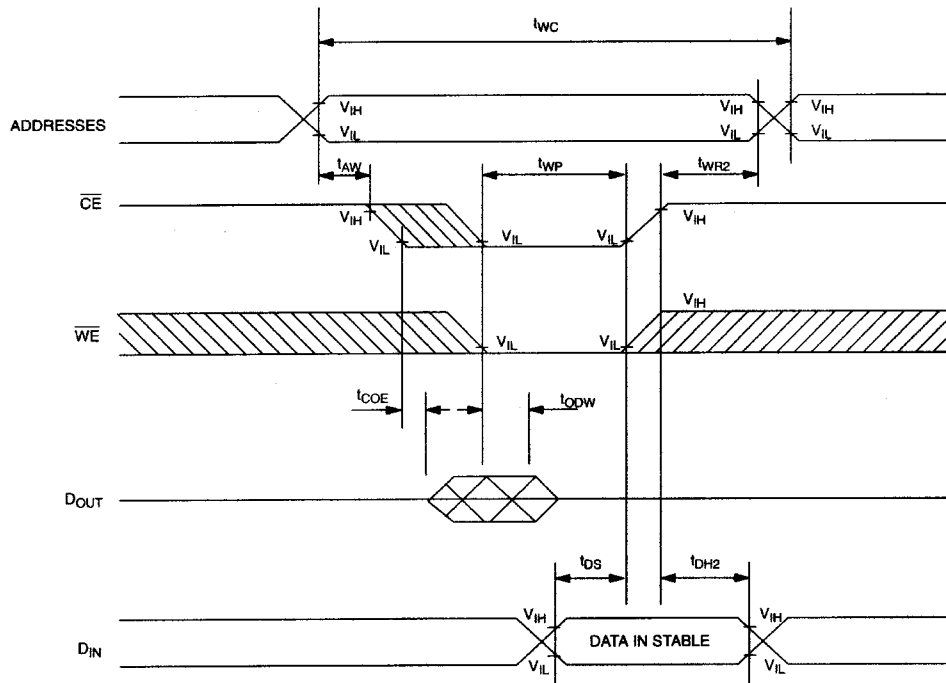 tWC
ADDRESSES
VIH
VIL
VIH
VIL
VIH
VIL
tAW
tWP
tWR2
CE
VIH
VIL
VIL
VIL
VIH
WE
VIL
VIL
VIH
tCOE
tODW
DOUT
tDS
tDH2
DIN
VIH
VIL
DATA IN STABLE
VIH
VIL